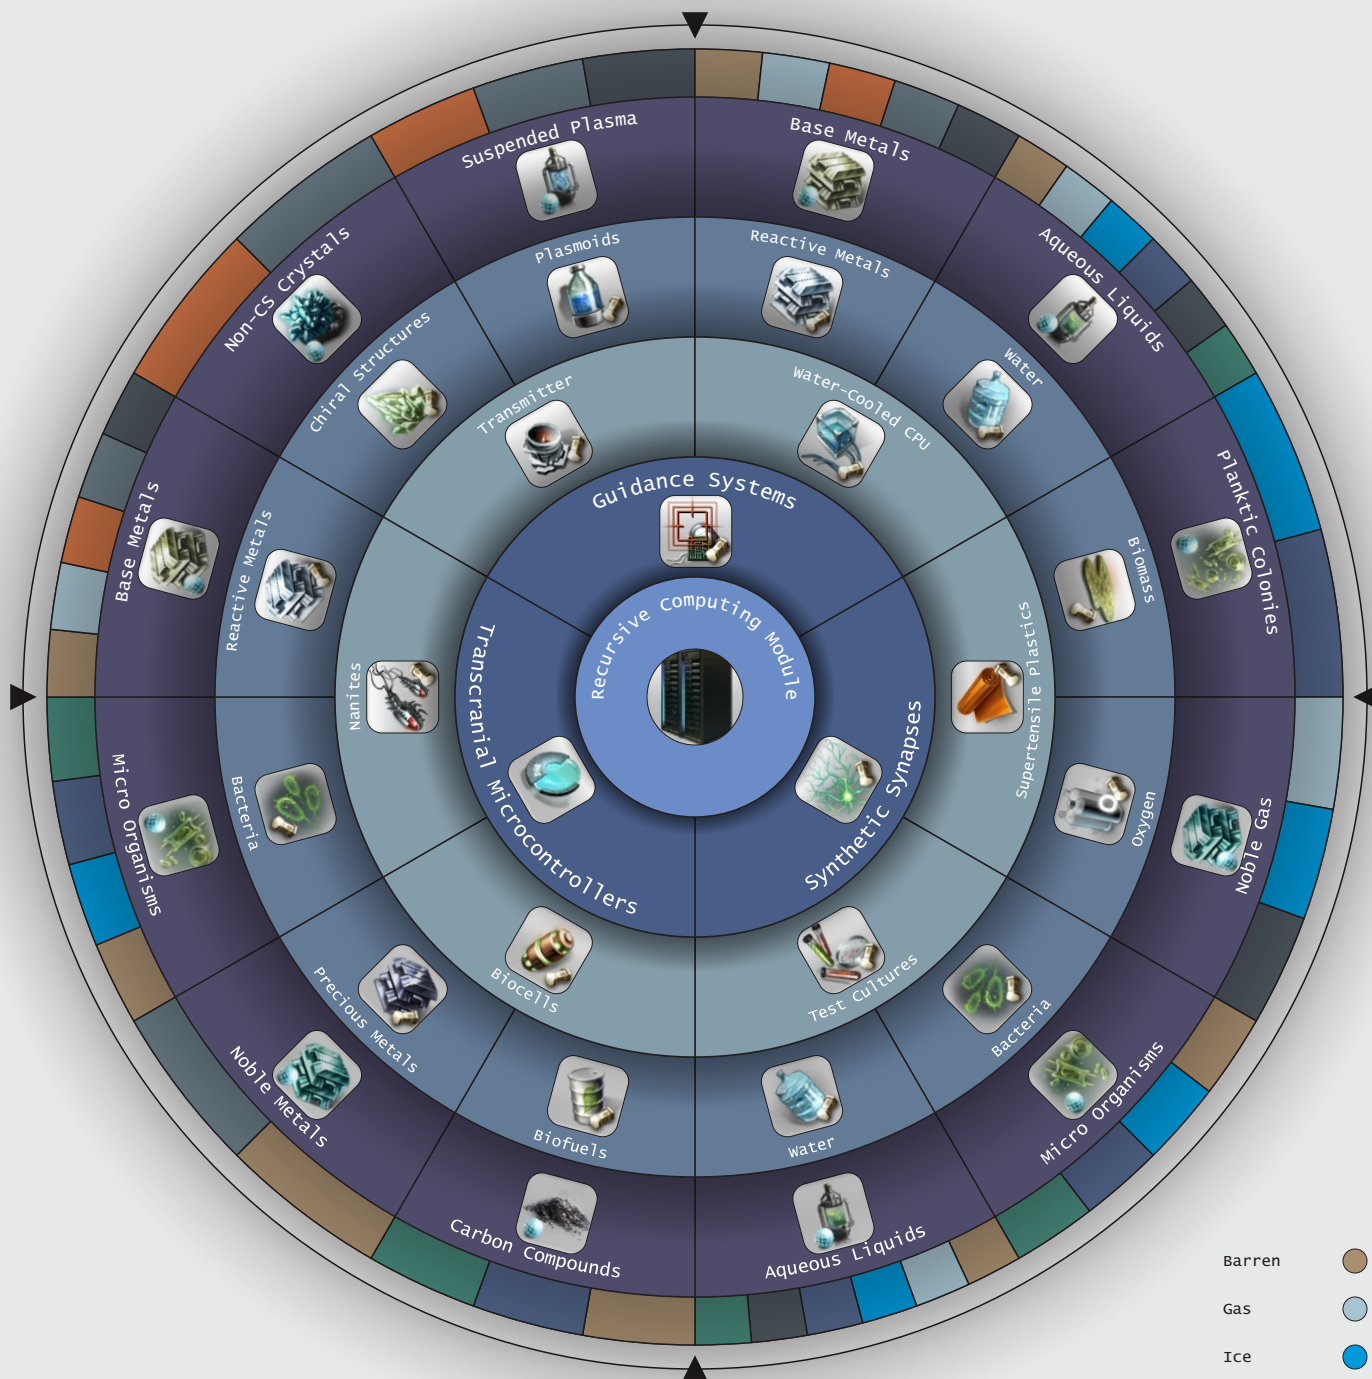 Suspended Plasma
Base Metals
Non-CS Crystals
Plasmoids
Reactive Metals
Aqueous Liquids
Chiral Structures
Transmitter
Water-Cooled CPU
Water
Base Metals
Reactive Metals
Guidance Systems
Biomass
Planktic Colonies
Nanites
Transcranial Microcontrollers
Recursive Computing Module
Synthetic Synapses
Supertensile Plastics
Micro Organisms
Bacteria
Oxygen
Noble Gas
Noble Metals
Precious Metals
Biocells
Test Cultures
Bacteria
Micro Organisms
Biofuels
Water
Carbon Compounds
Aqueous Liquids
Barren
Gas
Ice